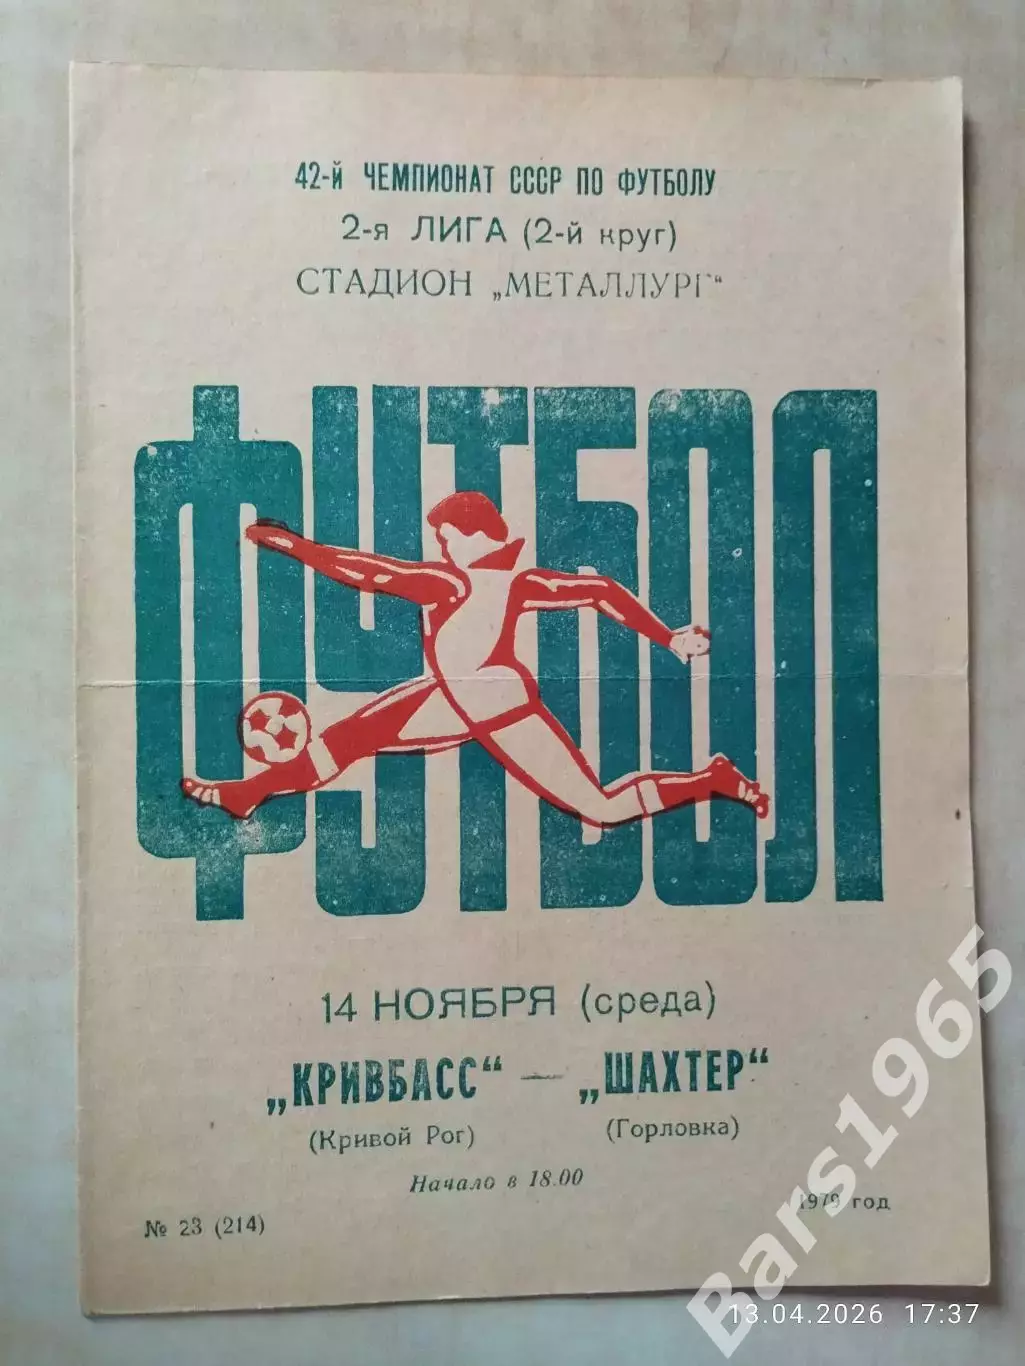 42-й ЧЕМПИОНАТ СССР ПО ФУТБОЛУ
2-я ЛИГА (2-й круг)
СТАДИОН „МЕТАЛЛУРГ“
ФУТБОЛ
14 НОЯБРЯ (среда)
„КРИВБАСС“ — „ШАХТЕР“
(Кривой Рог) (Горловка)
Начало в 18.00
№ 23 (214) 1979 год
Bars1965
13.04.2026 17:37